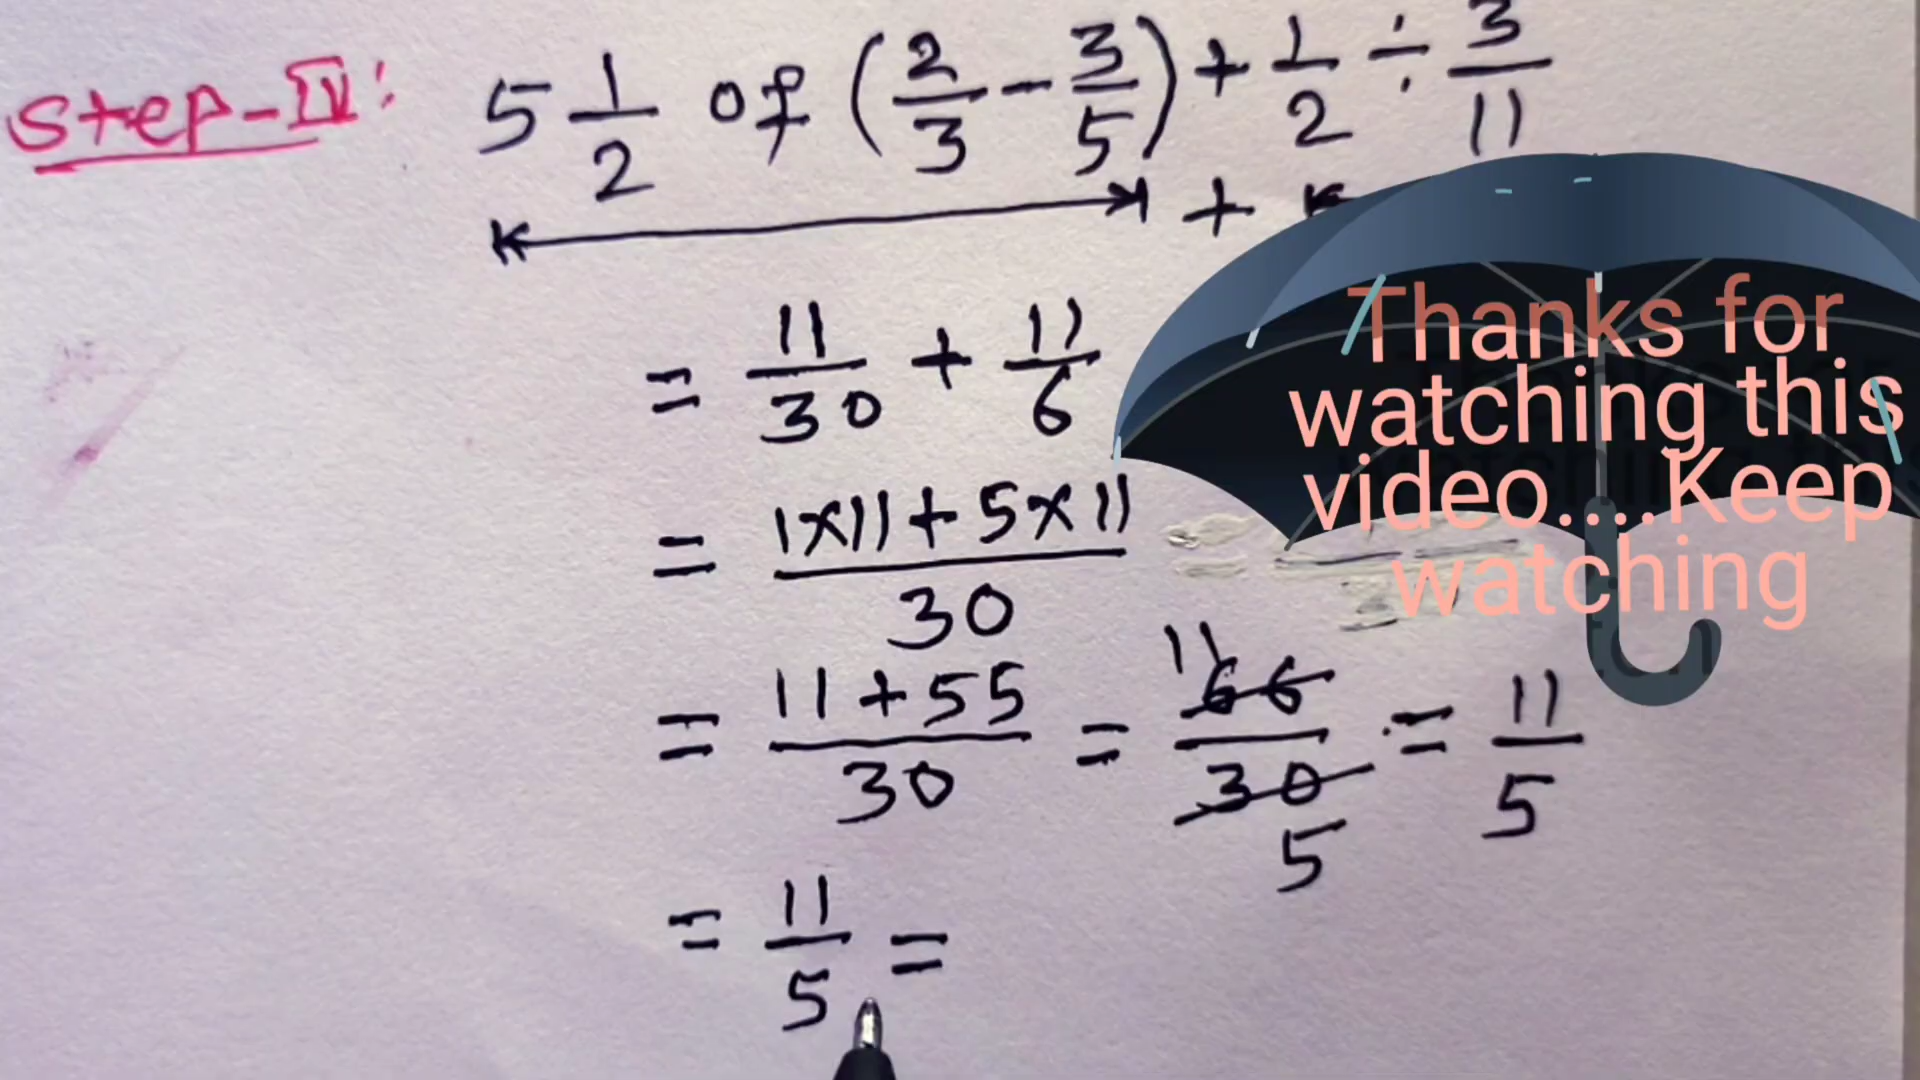 Step-IV: 5 1/2 of (2/3 - 3/5) + 1/2 ÷ 3/11
+
= 11/30 + 11/6
= (1×11+5×11)/30
= (11+55)/30 = 66/30 = 11/5
11
5
= 11/5 =
Thanks for
watching this
video....Keep
watching